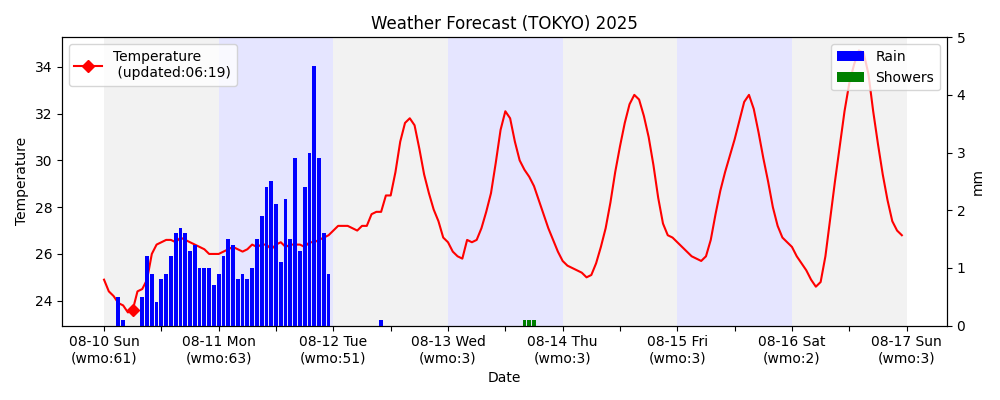 Weather Forecast (TOKYO) 2025
Temperature
(updated:06:19)
Rain
Showers
Temperature
34
32
30
28
26
24
5
4
3
2
1
0
mm
08-10 Sun
(wmo:61)
08-11 Mon
(wmo:63)
08-12 Tue
(wmo:51)
08-13 Wed
(wmo:3)
08-14 Thu
(wmo:3)
08-15 Fri
(wmo:3)
08-16 Sat
(wmo:2)
08-17 Sun
(wmo:3)
Date